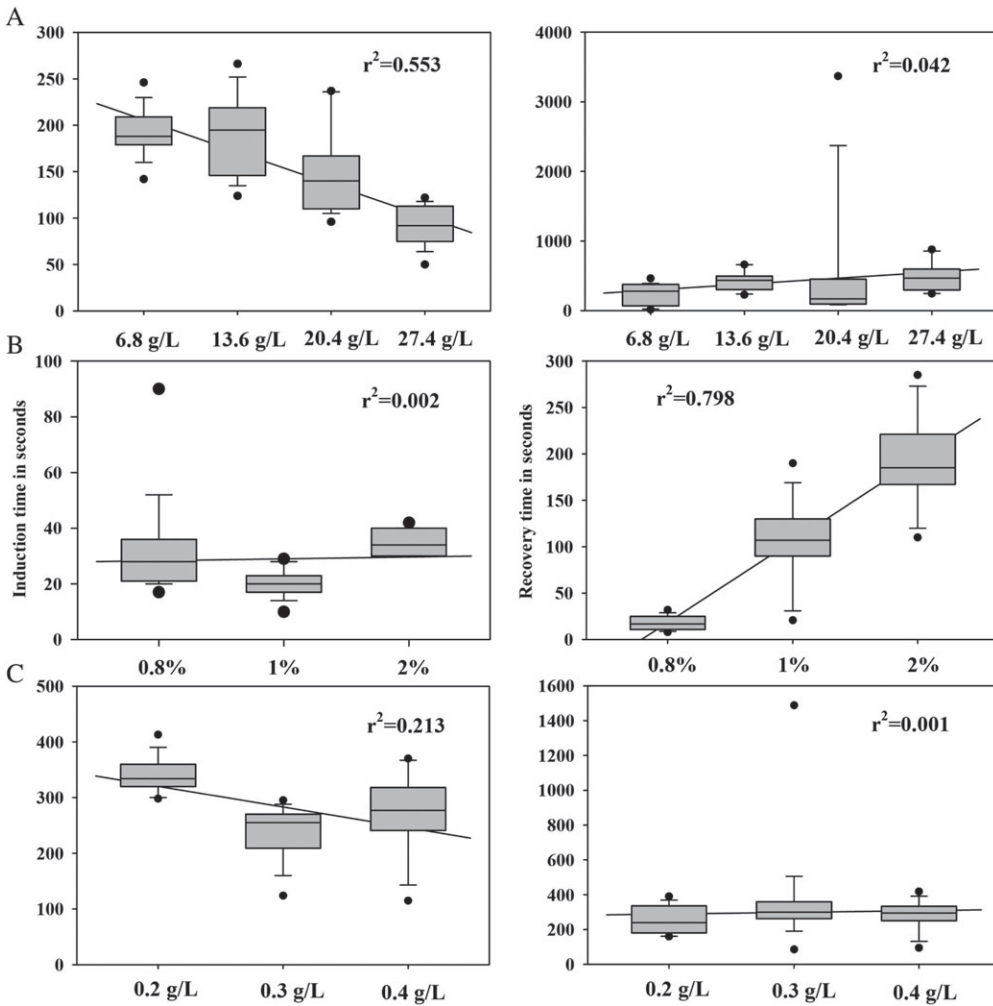 A
300
250
200
150
100
50
0
r²=0.553
6.8 g/L 13.6 g/L 20.4 g/L 27.4 g/L
4000
3000
2000
1000
0
r²=0.042
6.8 g/L 13.6 g/L 20.4 g/L 27.4 g/L
B
Induction time in seconds
100
80
60
40
20
0
r²=0.002
0.8% 1% 2%
Recovery time in seconds
300
250
200
150
100
50
0
r²=0.798
0.8% 1% 2%
C
500
400
300
200
100
0
r²=0.213
0.2 g/L 0.3 g/L 0.4 g/L
1600
1400
1200
1000
800
600
400
200
0
r²=0.001
0.2 g/L 0.3 g/L 0.4 g/L